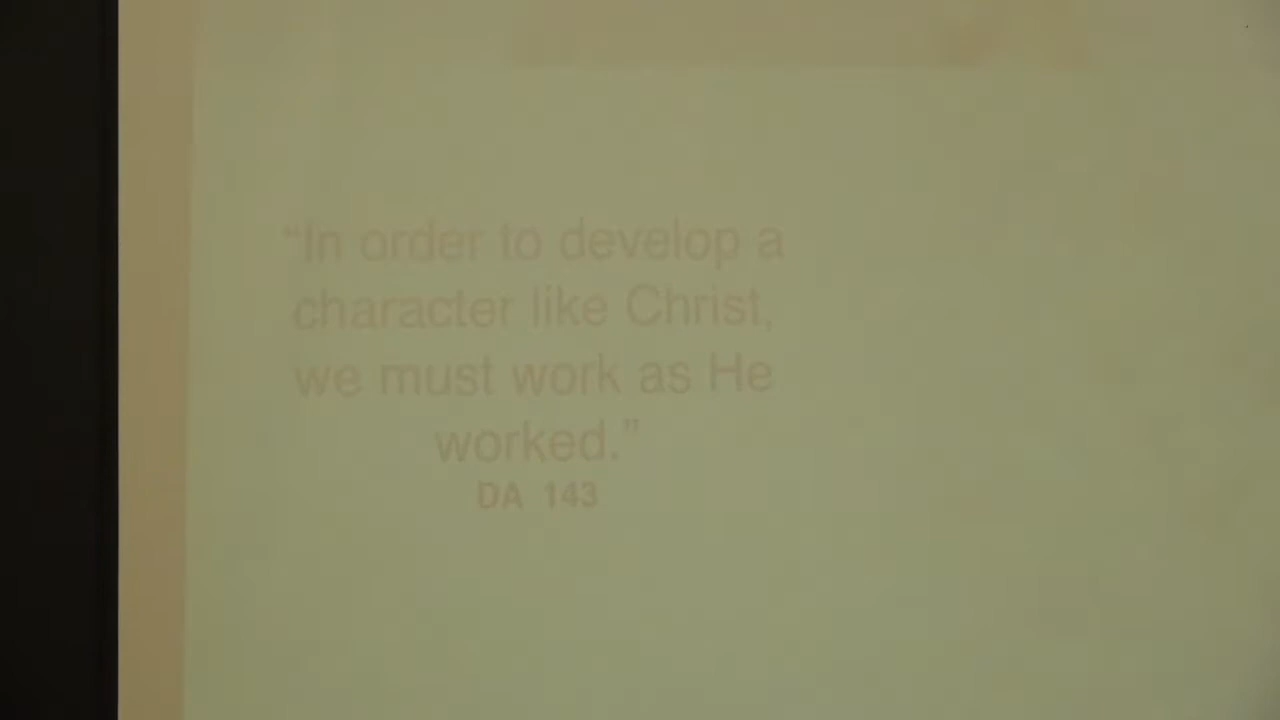 “In order to develop a
character like Christ,
we must work as He
worked.”
DA 143